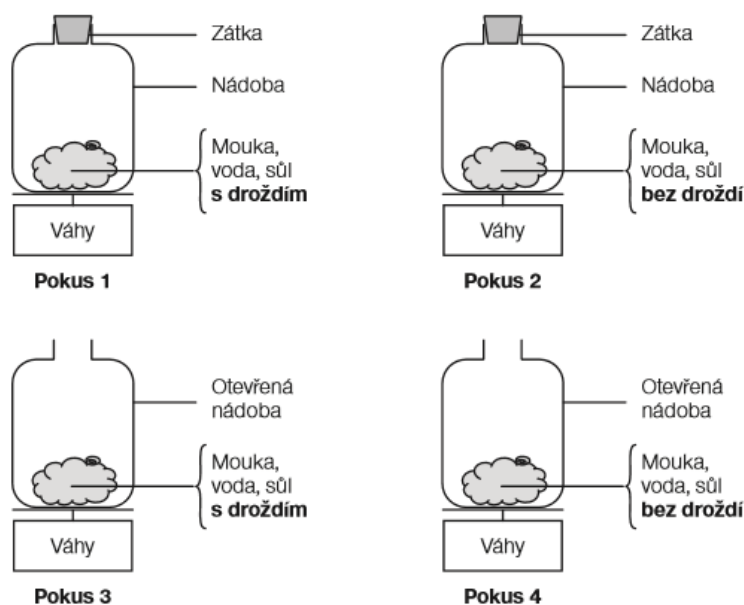 Zátka
Nádoba
Mouka,
voda, sůl
s droždím
Váhy
Pokus 1
Zátka
Nádoba
Mouka,
voda, sůl
bez droždí
Váhy
Pokus 2
Otevřená
nádoba
Mouka,
voda, sůl
s droždím
Váhy
Pokus 3
Otevřená
nádoba
Mouka,
voda, sůl
bez droždí
Váhy
Pokus 4